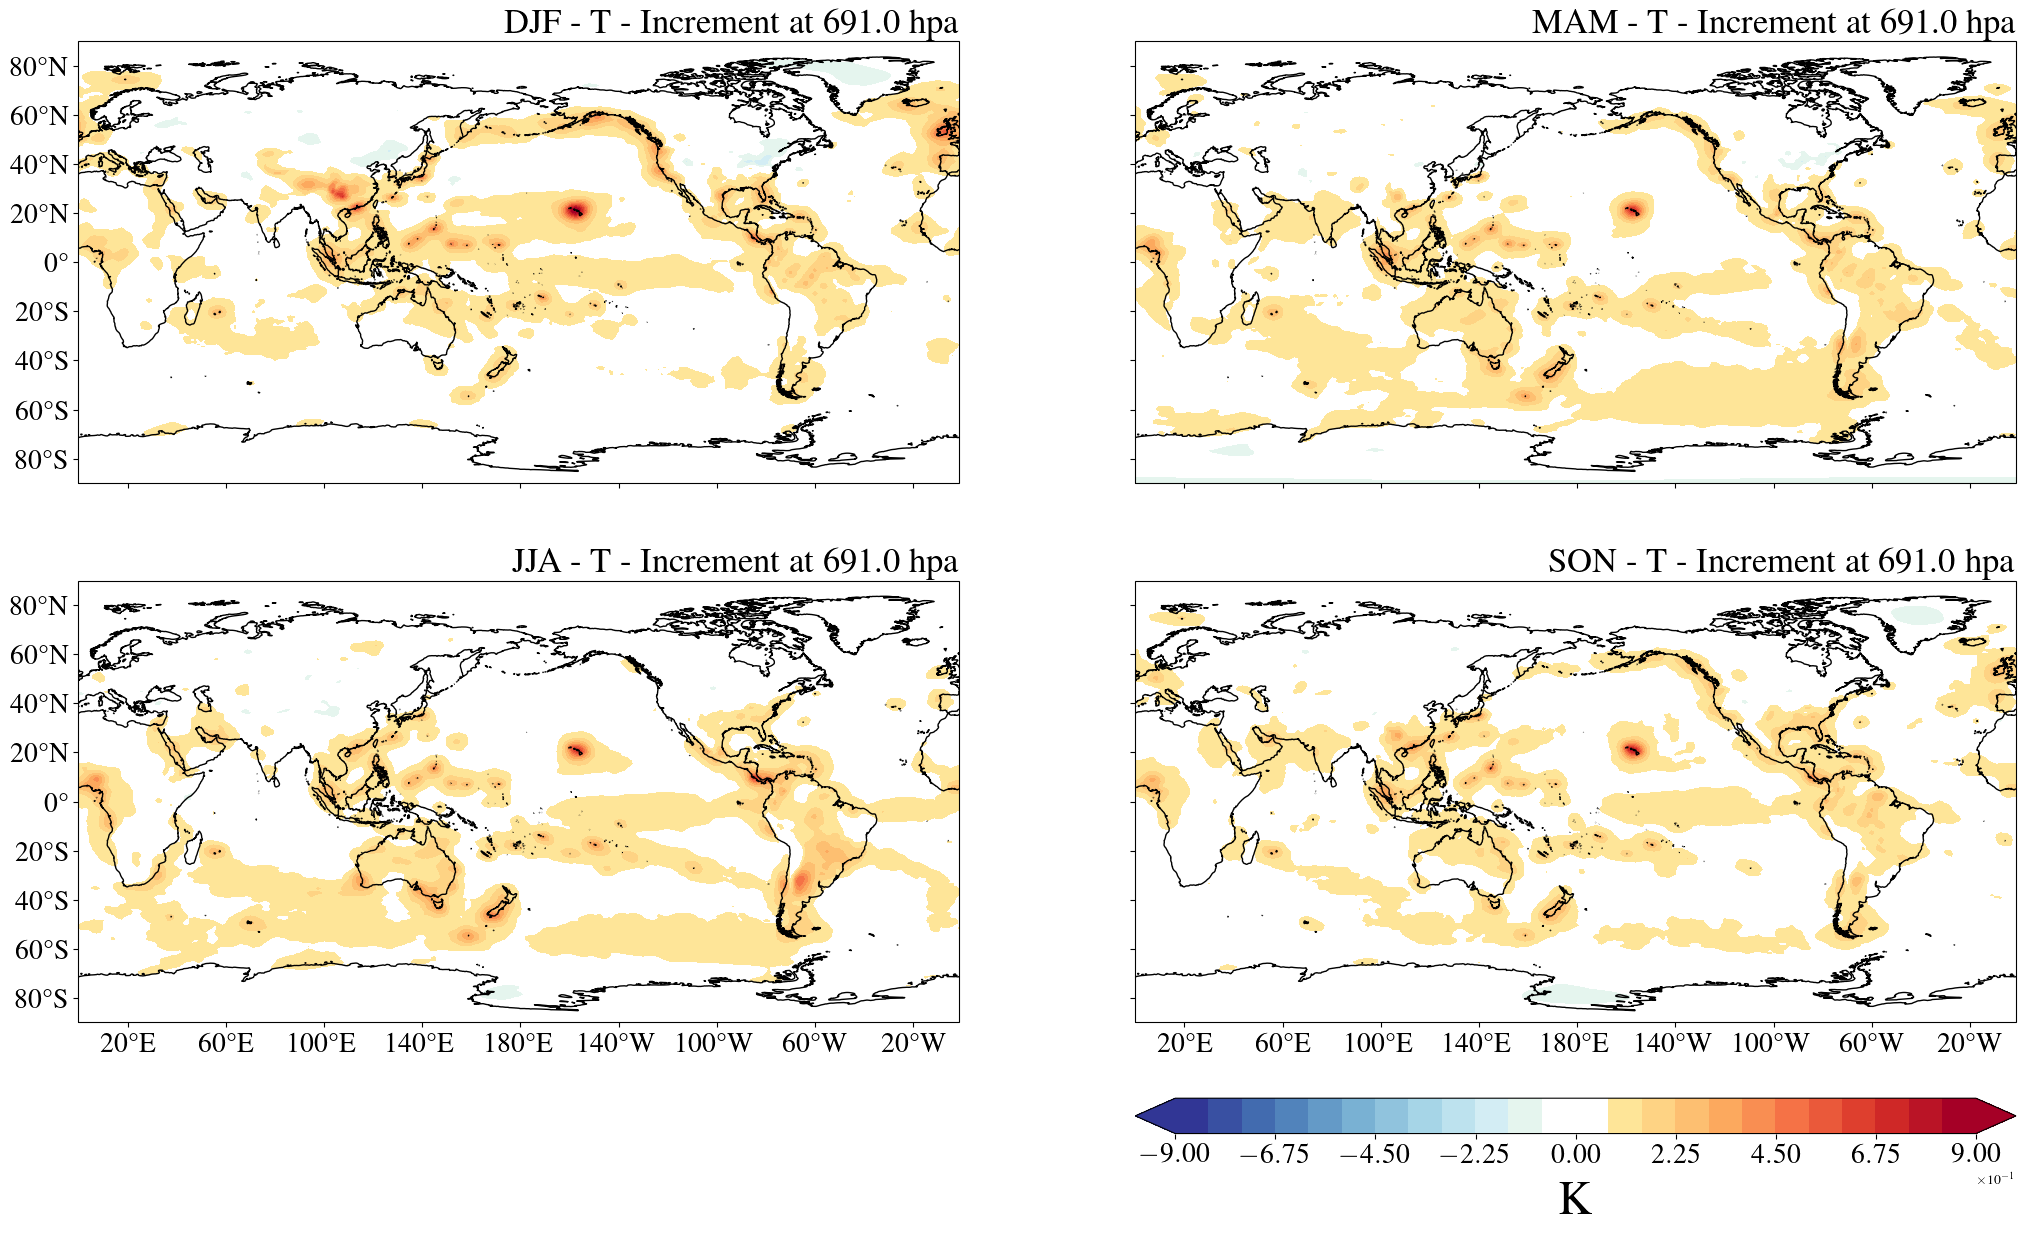 DJF - T - Increment at 691.0 hpa
MAM - T - Increment at 691.0 hpa
80°N
60°N
40°N
20°N
0°
20°S
40°S
60°S
80°S
JJA - T - Increment at 691.0 hpa
SON - T - Increment at 691.0 hpa
80°N
60°N
40°N
20°N
0°
20°S
40°S
60°S
80°S
20°E 60°E 100°E 140°E 180°E 140°W 100°W 60°W 20°W
20°E 60°E 100°E 140°E 180°E 140°W 100°W 60°W 20°W
−9.00 −6.75 −4.50 −2.25 0.00 2.25 4.50 6.75 9.00
×10⁻¹
K